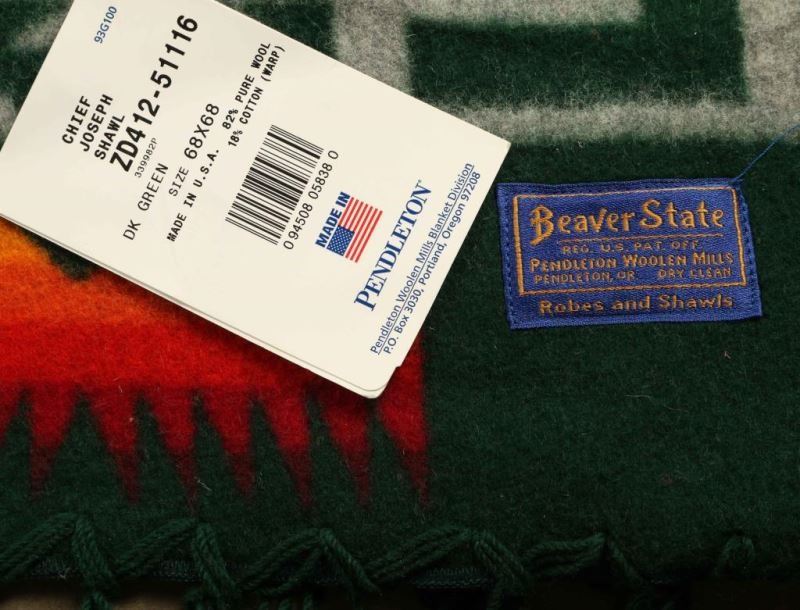 93G100
CHIEF
JOSEPH
SHAWL
ZD412-51116
339982P
DK GREEN
SIZE 68X68
MADE IN U.S.A. 82% PURE WOOL
18% COTTON (WARP)
0 94508 05838 0
MADE IN
PENDLETON®
Pendleton Woolen Mills Blanket Division
P.O. Box 3030, Portland, Oregon 97208
Beaver State
REG. U.S. PAT. OFF.
PENDLETON WOOLEN MILLS
PENDLETON, OR. DRY CLEAN
Robes and Shawls